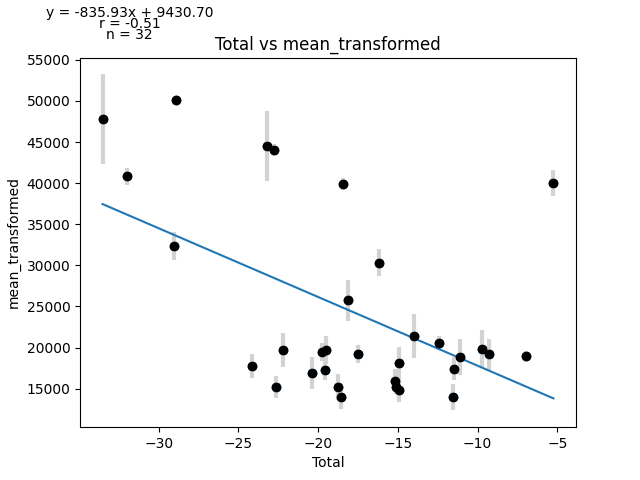 y = -835.93x + 9430.70
r = -0.51
n = 32
Total vs mean_transformed
55000
50000
45000
40000
35000
30000
25000
20000
15000
mean_transformed
−30
−25
−20
−15
−10
−5
Total